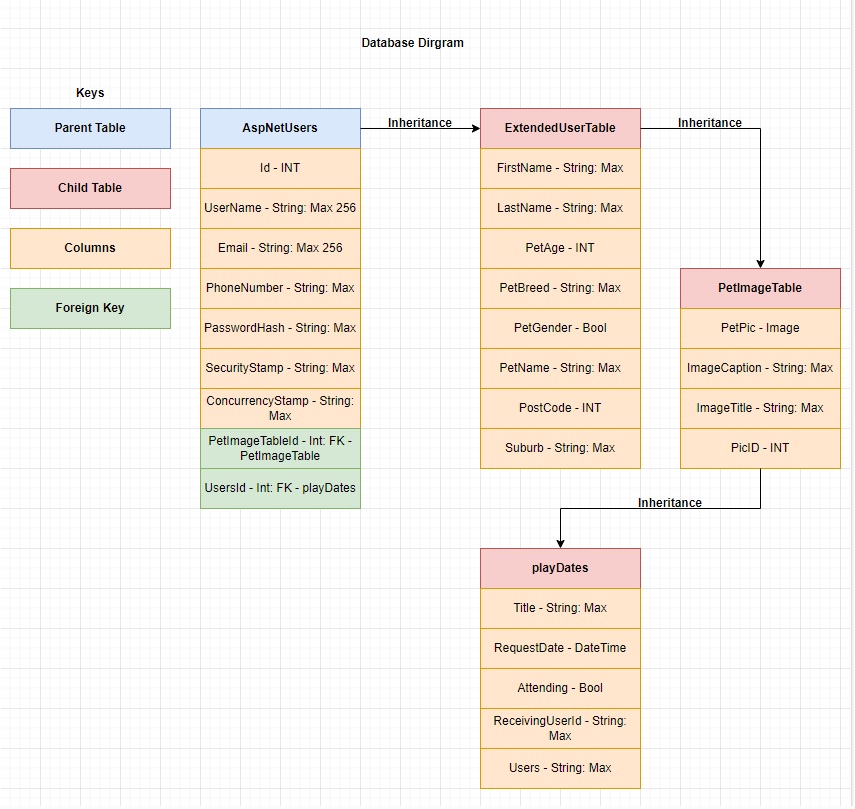 Database Dirgram
Keys
Parent Table
Child Table
Columns
Foreign Key
AspNetUsers
Id - INT
UserName - String: Max 256
Email - String: Max 256
PhoneNumber - String: Max
PasswordHash - String: Max
SecurityStamp - String: Max
ConcurrencyStamp - String:
Max
PetImageTableId - Int: FK -
PetImageTable
UsersId - Int: FK - playDates
Inheritance
ExtendedUserTable
FirstName - String: Max
LastName - String: Max
PetAge - INT
PetBreed - String: Max
PetGender - Bool
PetName - String: Max
PostCode - INT
Suburb - String: Max
Inheritance
PetImageTable
PetPic - Image
ImageCaption - String: Max
ImageTitle - String: Max
PicID - INT
Inheritance
playDates
Title - String: Max
RequestDate - DateTime
Attending - Bool
ReceivingUserId - String:
Max
Users - String: Max